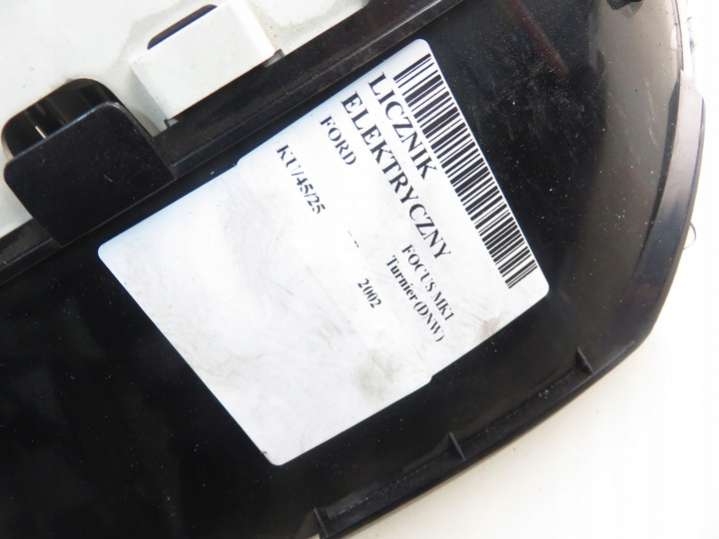 LICZNIK
ELEKTRYCZNY
FORD FOCUS MK1
Turnier (DNW)
KU/45/25 -- 2002